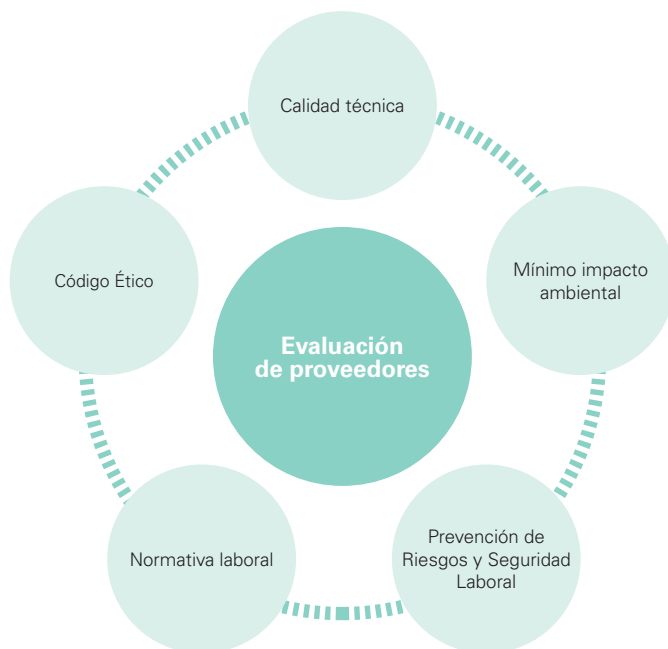 Calidad técnica
Código Ético
Mínimo impacto
ambiental
Evaluación
de proveedores
Normativa laboral
Prevención de
Riesgos y Seguridad
Laboral